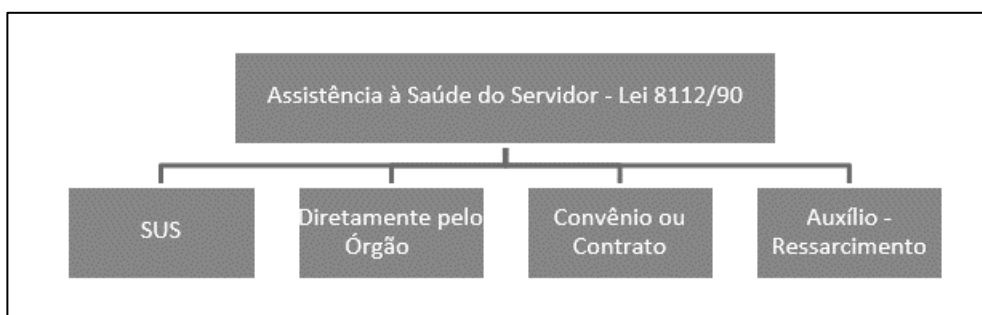 Assistência à Saúde do Servidor - Lei 8112/90
SUS
Diretamente pelo
Órgão
Convênio ou
Contrato
Auxílio -
Ressarcimento